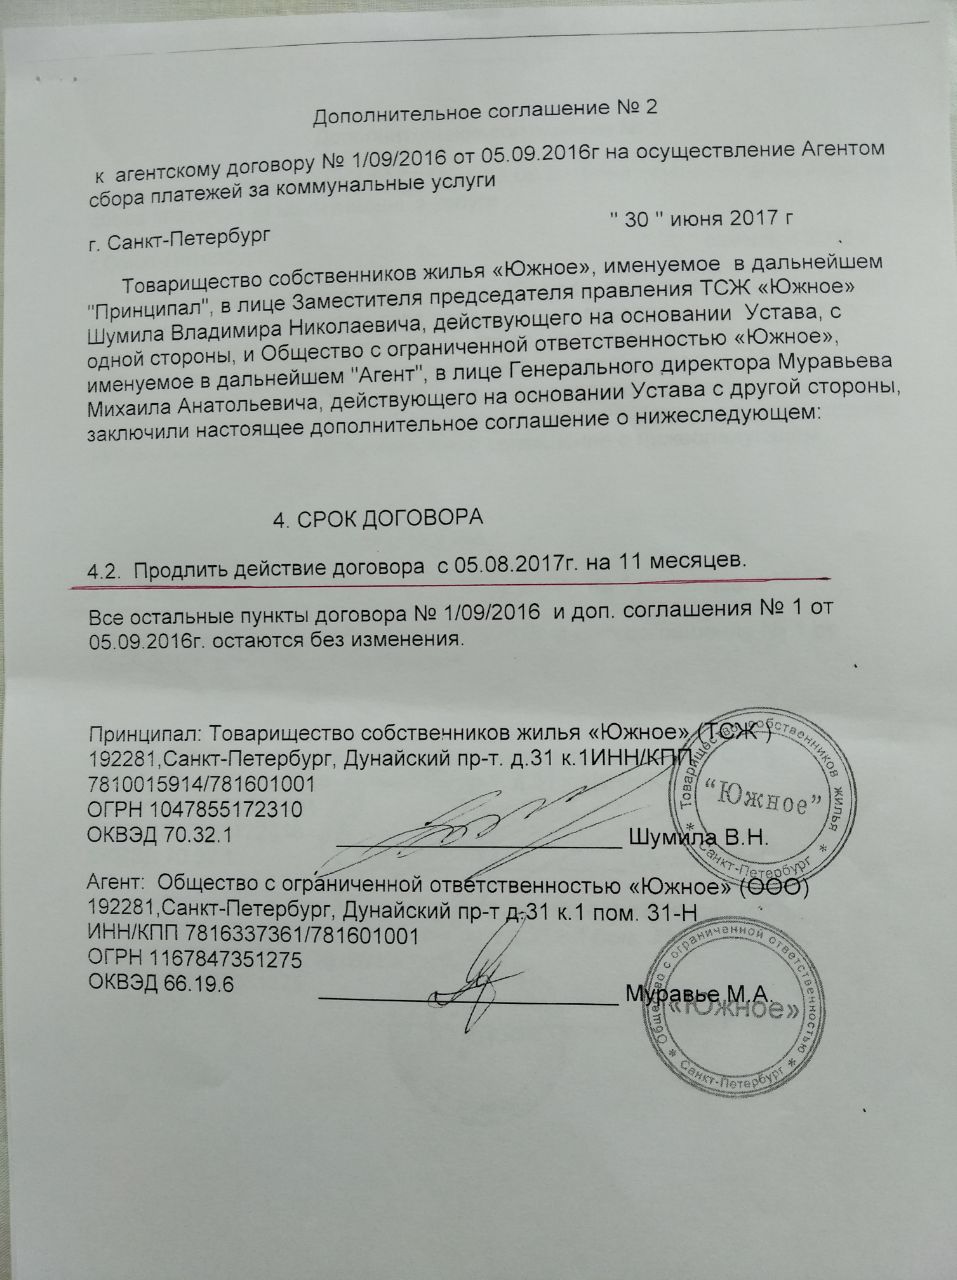 Дополнительное соглашение № 2
к агентскому договору № 1/09/2016 от 05.09.2016г на осуществление Агентом
сбора платежей за коммунальные услуги
г. Санкт-Петербург " 30 " июня 2017 г
Товарищество собственников жилья «Южное», именуемое в дальнейшем
"Принципал", в лице Заместителя председателя правления ТСЖ «Южное»
Шумила Владимира Николаевича, действующего на основании Устава, с
одной стороны, и Общество с ограниченной ответственностью «Южное»,
именуемое в дальнейшем "Агент", в лице Генерального директора Муравьева
Михаила Анатольевича, действующего на основании Устава с другой стороны,
заключили настоящее дополнительное соглашение о нижеследующем:
4. СРОК ДОГОВОРА
4.2. Продлить действие договора с 05.08.2017г. на 11 месяцев.
Все остальные пункты договора № 1/09/2016 и доп. соглашения № 1 от
05.09.2016г. остаются без изменения.
Принципал: Товарищество собственников жилья «Южное» (ТСЖ )
192281,Санкт-Петербург, Дунайский пр-т. д.31 к.1ИНН/КПП
7810015914/781601001
ОГРН 1047855172310
ОКВЭД 70.32.1 Шумила В.Н.
Товарищество собственников жилья
"Южное"
* Санкт-Петербург *
Агент: Общество с ограниченной ответственностью «Южное» (ООО)
192281,Санкт-Петербург, Дунайский пр-т д.31 к.1 пом. 31-Н
ИНН/КПП 7816337361/781601001
ОГРН 1167847351275
ОКВЭД 66.19.6 Муравье М.А.
Общество с ограниченной ответственностью
«Южное»
* Санкт-Петербург *